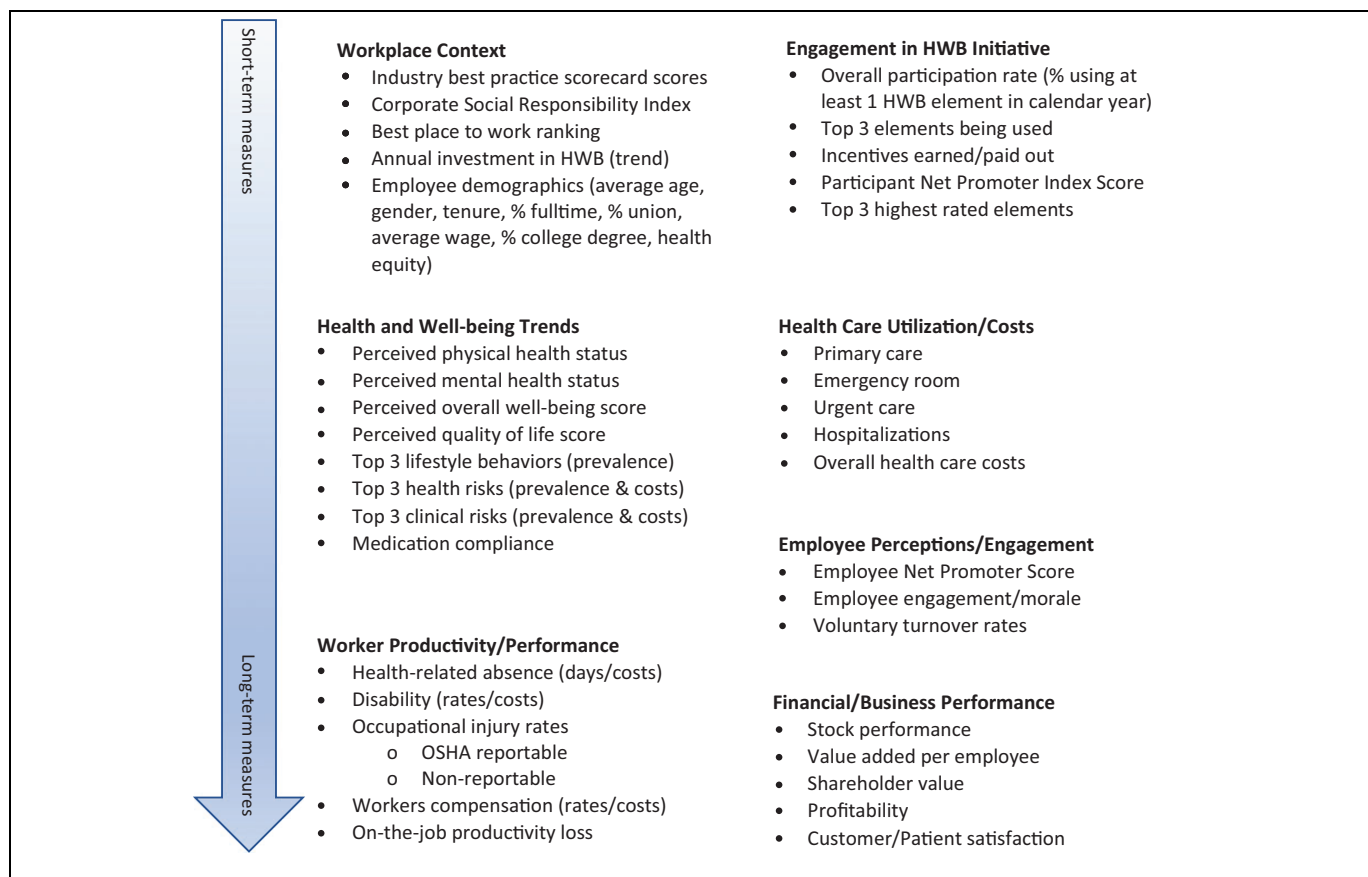 Short-term measures
Long-term measures
Workplace Context
• Industry best practice scorecard scores
• Corporate Social Responsibility Index
• Best place to work ranking
• Annual investment in HWB (trend)
• Employee demographics (average age,
gender, tenure, % fulltime, % union,
average wage, % college degree, health
equity)
Engagement in HWB Initiative
• Overall participation rate (% using at
least 1 HWB element in calendar year)
• Top 3 elements being used
• Incentives earned/paid out
• Participant Net Promoter Index Score
• Top 3 highest rated elements
Health and Well-being Trends
• Perceived physical health status
• Perceived mental health status
• Perceived overall well-being score
• Perceived quality of life score
• Top 3 lifestyle behaviors (prevalence)
• Top 3 health risks (prevalence & costs)
• Top 3 clinical risks (prevalence & costs)
• Medication compliance
Health Care Utilization/Costs
• Primary care
• Emergency room
• Urgent care
• Hospitalizations
• Overall health care costs
Employee Perceptions/Engagement
• Employee Net Promoter Score
• Employee engagement/morale
• Voluntary turnover rates
Worker Productivity/Performance
• Health-related absence (days/costs)
• Disability (rates/costs)
• Occupational injury rates
o OSHA reportable
o Non-reportable
• Workers compensation (rates/costs)
• On-the-job productivity loss
Financial/Business Performance
• Stock performance
• Value added per employee
• Shareholder value
• Profitability
• Customer/Patient satisfaction